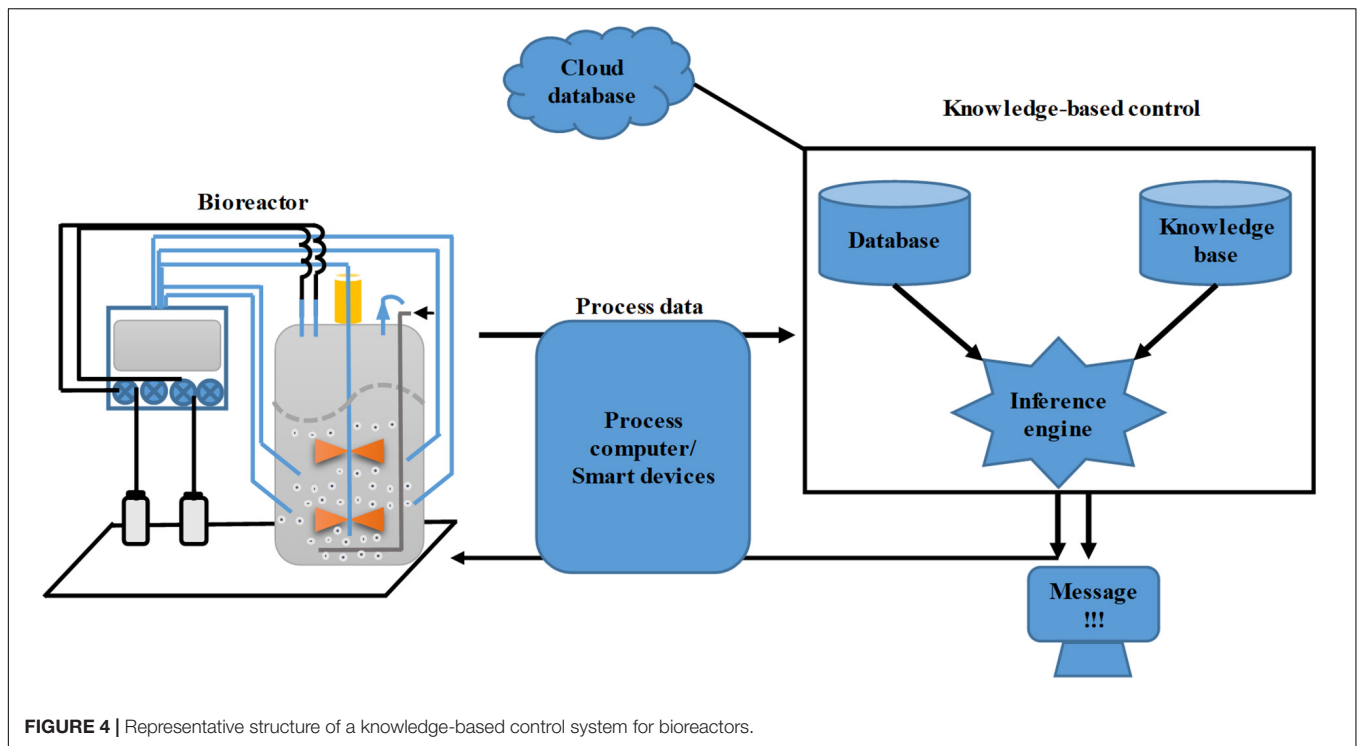 Cloud
database
Knowledge-based control
Bioreactor
Database
Knowledge
base
Process data
Process
computer/
Smart devices
Inference
engine
Message
!!!
FIGURE 4 | Representative structure of a knowledge-based control system for bioreactors.